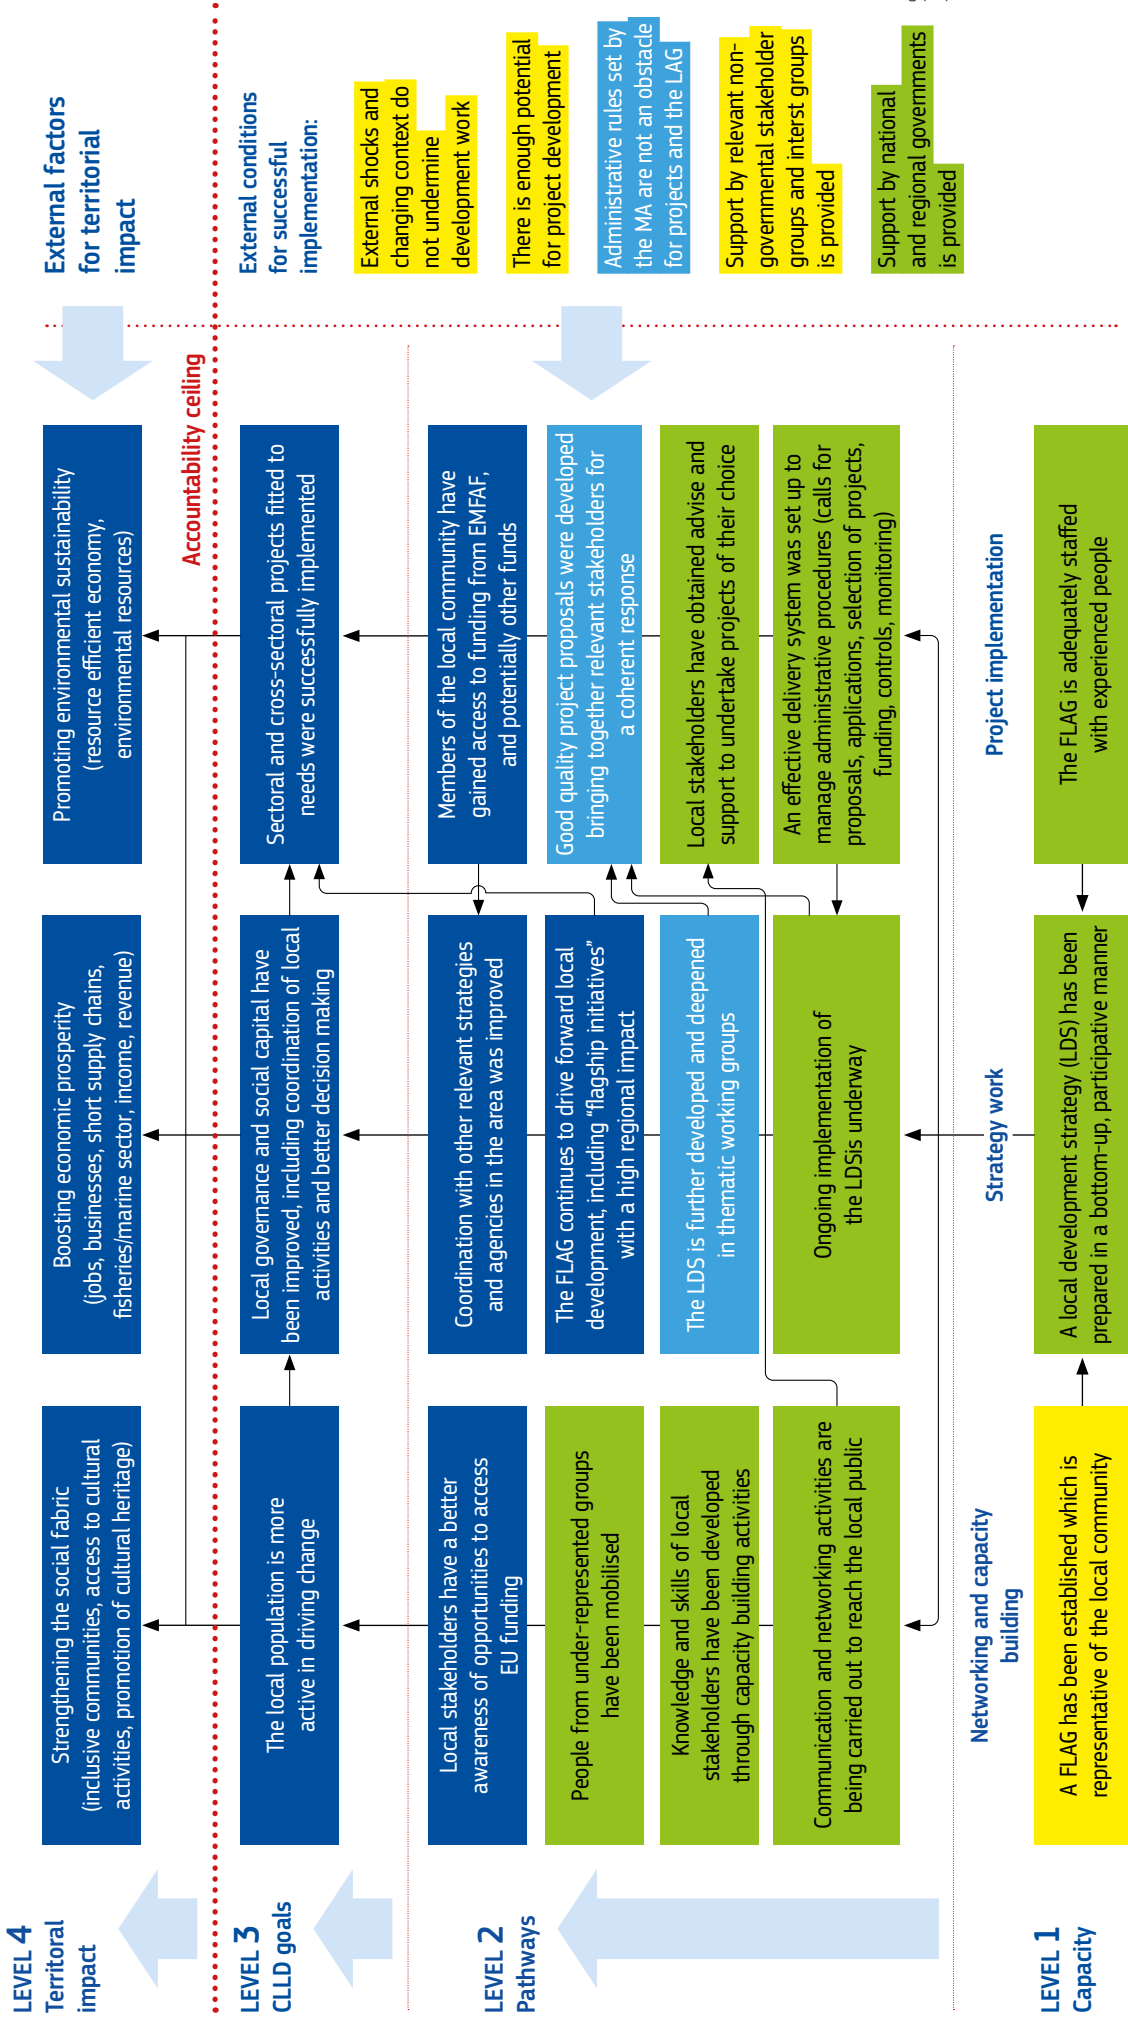 LEVEL 4
Territoral
impact
Strengthening the social fabric
(inclusive communities, access to cultural
activities, promotion of cultural heritage)
Boosting economic prosperity
(jobs, businesses, short supply chains,
fisheries/marine sector, income, revenue)
Promoting environmental sustainability
(resource efficient economy,
environmental resources)
External factors
for territorial
impact
Accountability ceiling
LEVEL 3
CLLD goals
The local population is more
active in driving change
Local governance and social capital have
been improved, including coordination of local
activities and better decision making
Sectoral and cross-sectoral projects fitted to
needs were successfully implemented
External conditions
for successful
implementation:
External shocks and
changing context do
not undermine
development work
There is enough potential
for project development
Administrative rules set by
the MA are not an obstacle
for projects and the LAG
Support by relevant non-
governmental stakeholder
groups and interst groups
is provided
Support by national
and regional governments
is provided
LEVEL 2
Pathways
Local stakeholders have a better
awareness of opportunities to access
EU funding
People from under-represented groups
have been mobilised
Knowledge and skills of local
stakeholders have been developed
through capacity building activities
Communication and networking activities are
being carried out to reach the local public
Coordination with other relevant strategies
and agencies in the area was improved
The FLAG continues to drive forward local
development, including “flagship initiatives”
with a high regional impact
The LDS is further developed and deepened
in thematic working groups
Ongoing implementation of
the LDSis underway
Members of the local community have
gained access to funding from EMFAF,
and potentially other funds
Good quality project proposals were developed
bringing together relevant stakeholders for
a coherent response
Local stakeholders have obtained advise and
support to undertake projects of their choice
An effective delivery system was set up to
manage administrative procedures (calls for
proposals, applications, selection of projects,
funding, controls, monitoring)
Networking and capacity
building
Strategy work
Project implementation
LEVEL 1
Capacity
A FLAG has been established which is
representative of the local community
A local development strategy (LDS) has been
prepared in a bottom-up, participative manner
The FLAG is adequately staffed
with experienced people